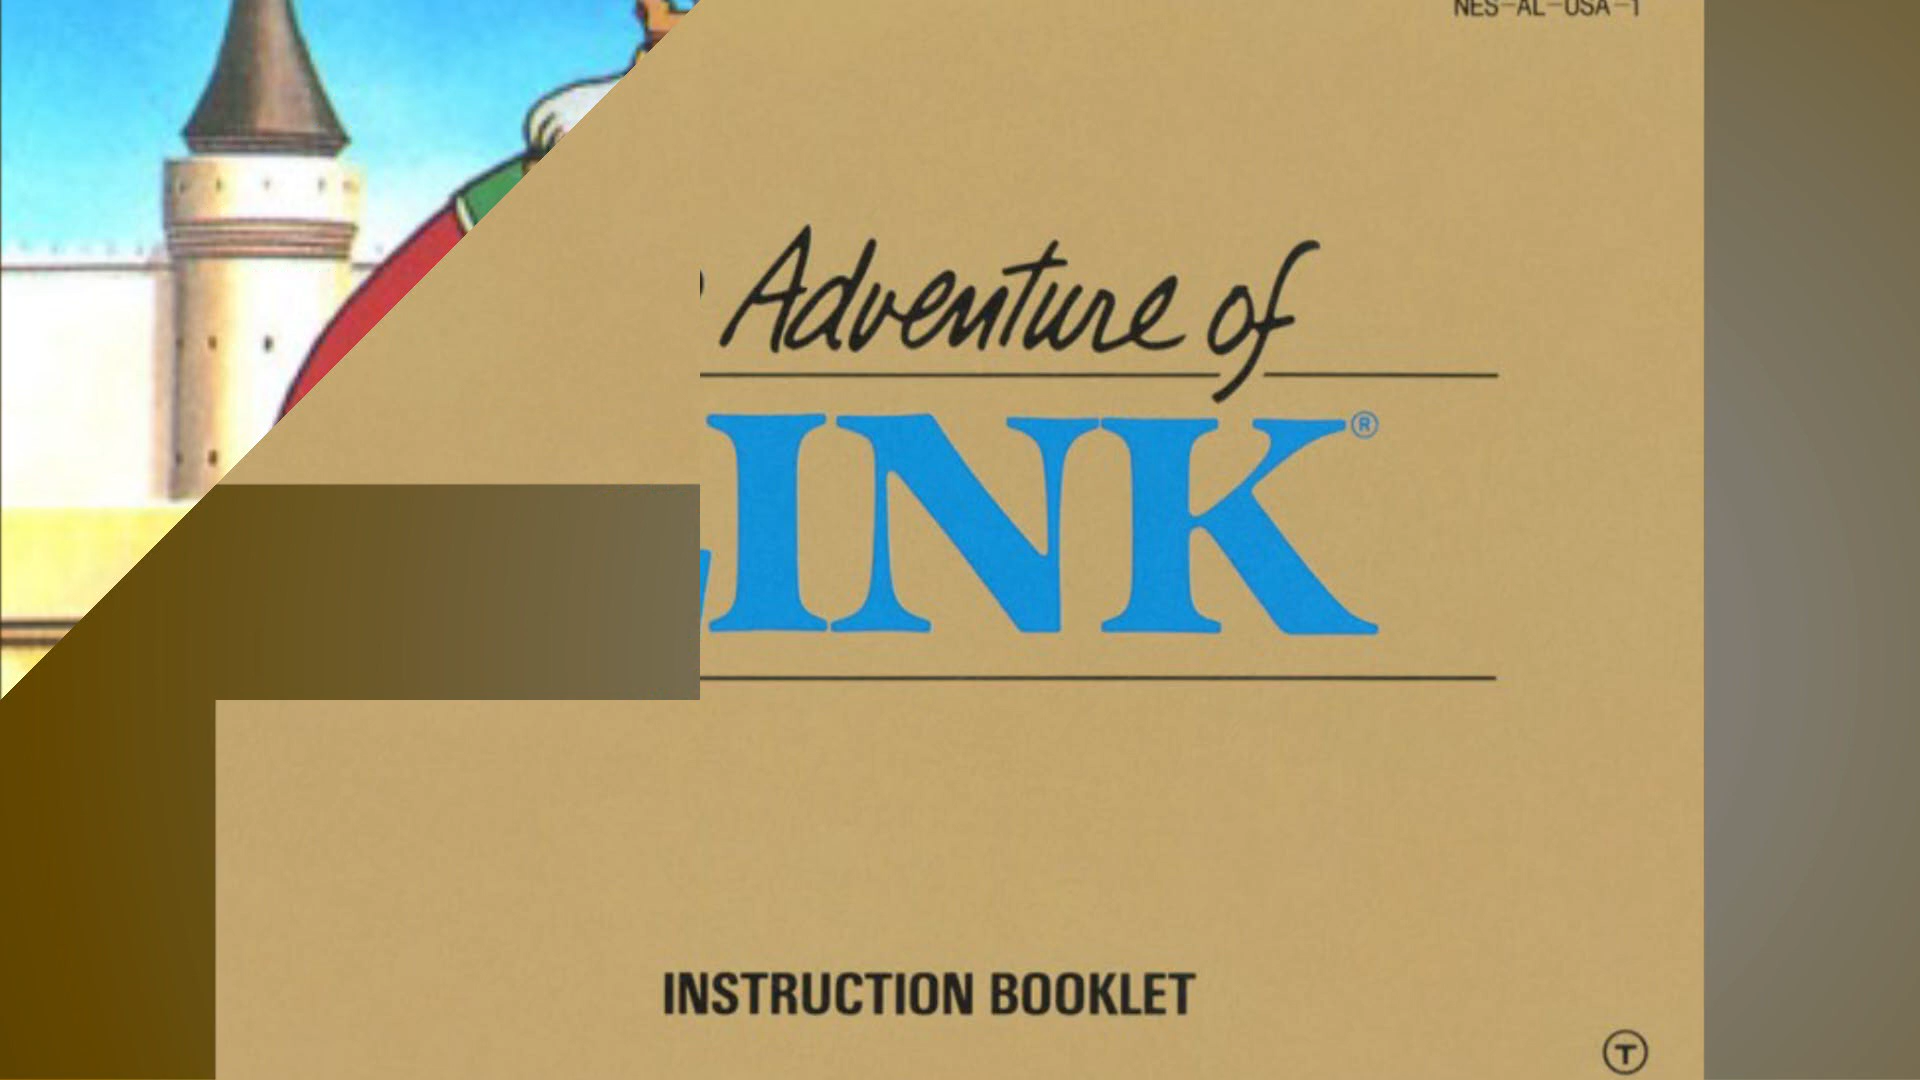 NES-AL-USA-1
Adventure of
INK®
INSTRUCTION BOOKLET
T